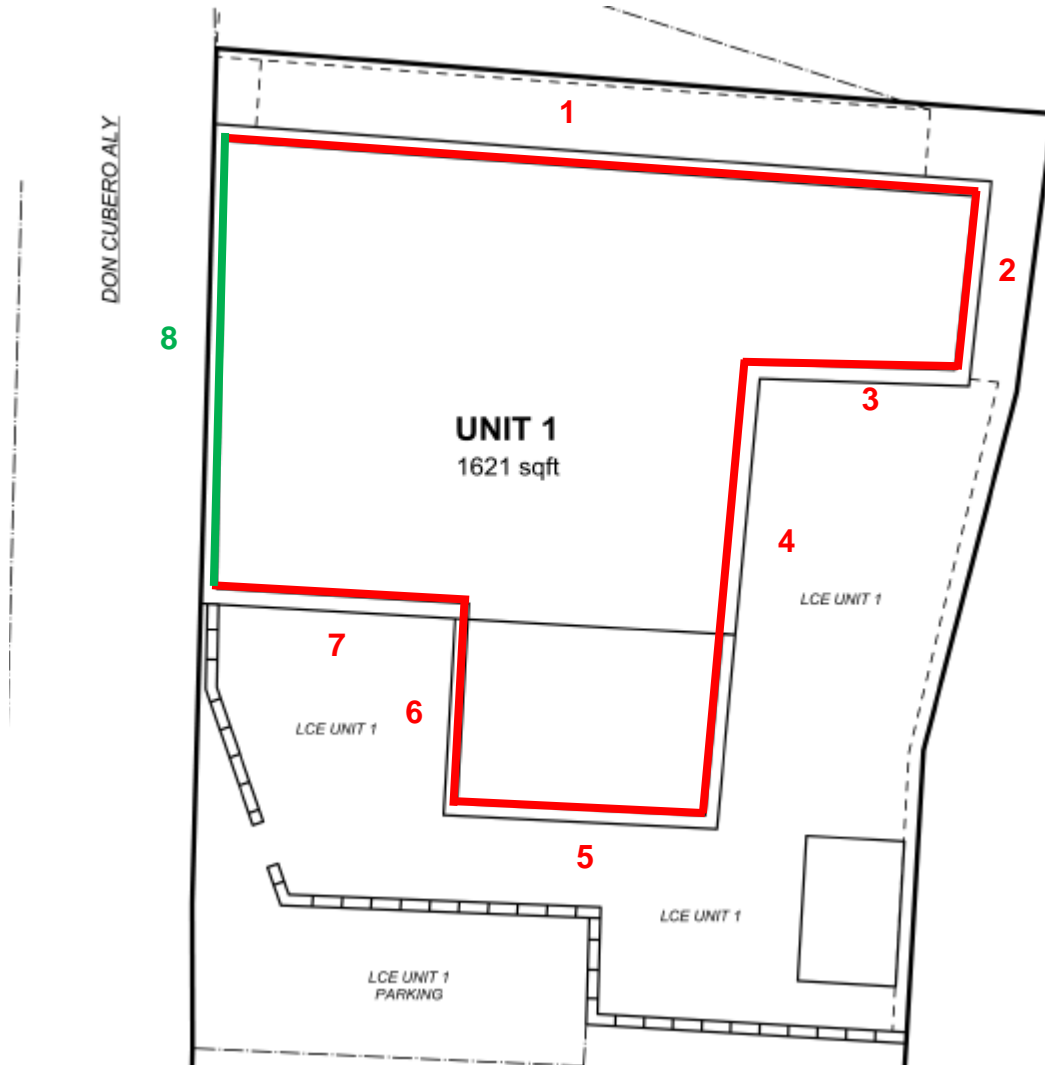 1
DON CUBERO ALY
2
8
3
UNIT 1
1621 sqft
4
LCE UNIT 1
7
6
LCE UNIT 1
5
LCE UNIT 1
LCE UNIT 1
PARKING